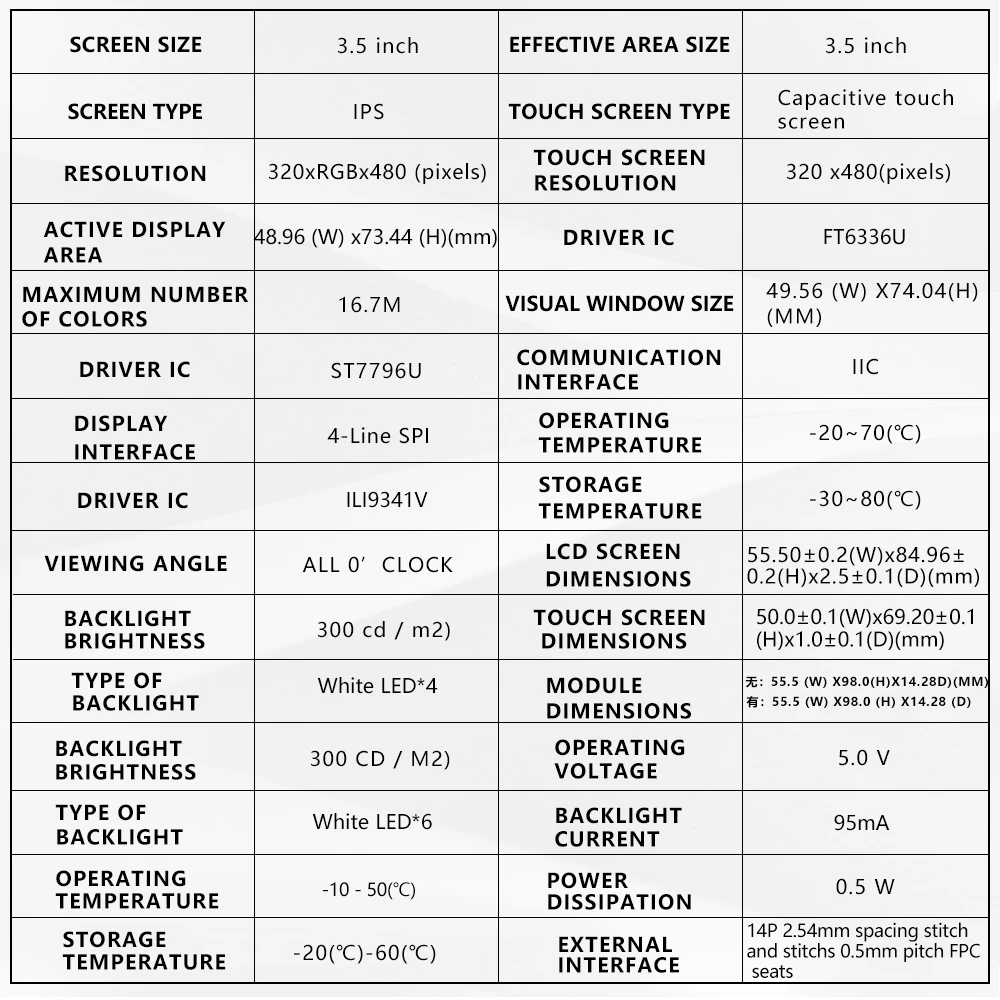 SCREEN SIZE
3.5 inch
EFFECTIVE AREA SIZE
3.5 inch
SCREEN TYPE
IPS
TOUCH SCREEN TYPE
Capacitive touch
screen
RESOLUTION
320xRGBx480 (pixels)
TOUCH SCREEN
RESOLUTION
320 x480(pixels)
ACTIVE DISPLAY
AREA
48.96 (W) x73.44 (H)(mm)
DRIVER IC
FT6336U
MAXIMUM NUMBER
OF COLORS
16.7M
VISUAL WINDOW SIZE
49.56 (W) X74.04(H)
(MM)
DRIVER IC
ST7796U
COMMUNICATION
INTERFACE
IIC
DISPLAY
INTERFACE
4-Line SPI
OPERATING
TEMPERATURE
-20~70(℃)
DRIVER IC
ILI9341V
STORAGE
TEMPERATURE
-30~80(℃)
VIEWING ANGLE
ALL 0’ CLOCK
LCD SCREEN
DIMENSIONS
55.50±0.2(W)x84.96±
0.2(H)x2.5±0.1(D)(mm)
BACKLIGHT
BRIGHTNESS
300 cd / m2)
TOUCH SCREEN
DIMENSIONS
50.0±0.1(W)x69.20±0.1
(H)x1.0±0.1(D)(mm)
TYPE OF
BACKLIGHT
White LED*4
MODULE
DIMENSIONS
无：55.5 (W) X98.0(H)X14.28D)(MM)
有：55.5 (W) X98.0 (H) X14.28 (D)
BACKLIGHT
BRIGHTNESS
300 CD / M2)
OPERATING
VOLTAGE
5.0 V
TYPE OF
BACKLIGHT
White LED*6
BACKLIGHT
CURRENT
95mA
OPERATING
TEMPERATURE
-10 - 50(℃)
POWER
DISSIPATION
0.5 W
STORAGE
TEMPERATURE
-20(℃)-60(℃)
EXTERNAL
INTERFACE
14P 2.54mm spacing stitch
and stitchs 0.5mm pitch FPC
seats